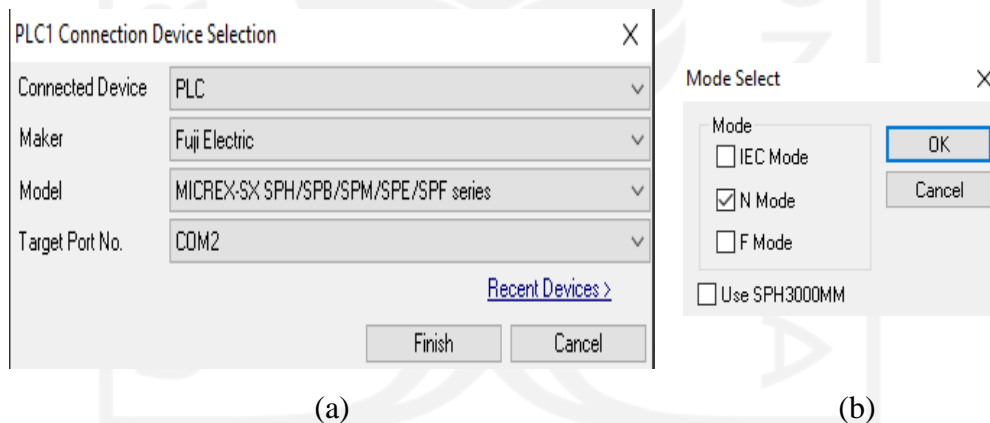 PLC1 Connection Device Selection
Connected Device PLC
Maker Fuji Electric
Model MICREX-SX SPH/SPB/SPM/SPE/SPF series
Target Port No. COM2
Recent Devices >
Finish Cancel
(a)
Mode Select
Mode
IEC Mode
OK
N Mode
Cancel
F Mode
Use SPH3000MM
(b)